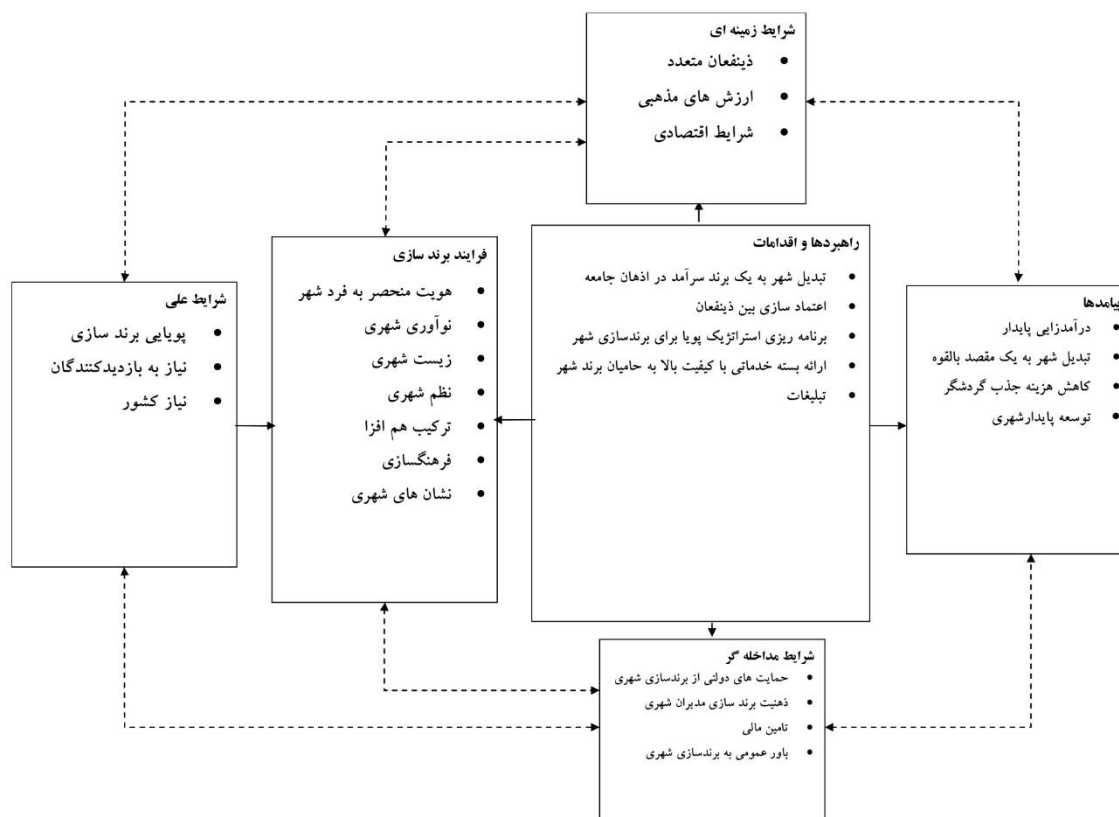 شرایط زمینه ای
ذینفعان متعدد
ارزش های مذهبی
شرایط اقتصادی
راهبردها و اقدامات
تبدیل شهر به یک برند سرآمد در اذهان جامعه
اعتماد سازی بین ذینفعان
برنامه ریزی استراتژیک پویا برای برندسازی شهر
ارائه بسته خدماتی با کیفیت بالا به حامیان برند شهر
تبلیغات
فرایند برند سازی
هویت منحصر به فرد شهر
نوآوری شهری
زیست شهری
نظم شهری
ترکیب هم افزا
فرهنگسازی
نشان های شهری
شرایط علی
پویایی برند سازی
نیاز به بازدیدکنندگان
نیاز کشور
پیامدها
درآمدزایی پایدار
تبدیل شهر به یک مقصد بالقوه
کاهش هزینه جذب گردشگر
توسعه پایدارشهری
شرایط مداخله گر
حمایت های دولتی از برندسازی شهری
ذهنیت برند سازی مدیران شهری
تامین مالی
باور عمومی به برندسازی شهری